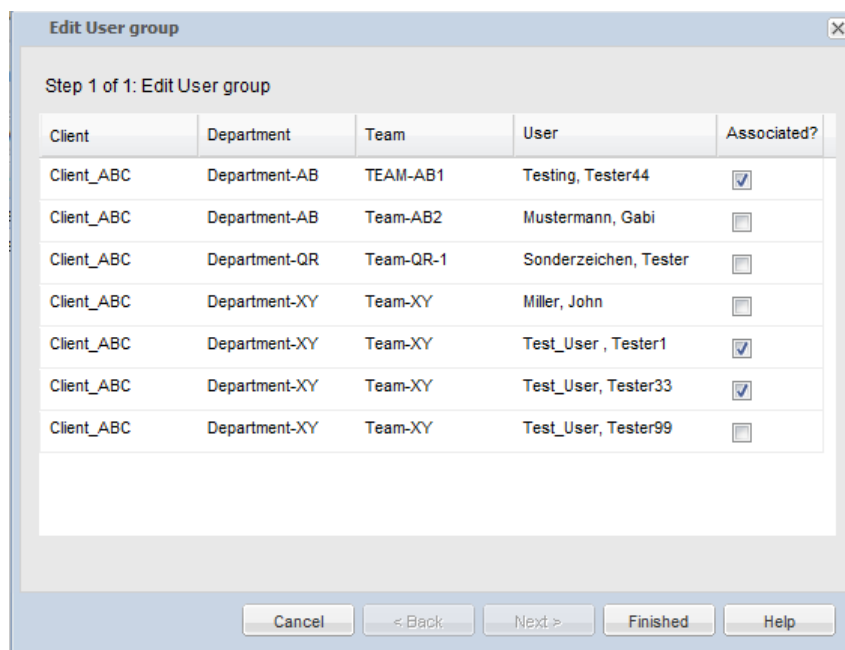 Edit User group
Step 1 of 1: Edit User group
Client Department Team User Associated?
Client_ABC Department-AB TEAM-AB1 Testing, Tester44
Client_ABC Department-AB Team-AB2 Mustermann, Gabi
Client_ABC Department-QR Team-QR-1 Sonderzeichen, Tester
Client_ABC Department-XY Team-XY Miller, John
Client_ABC Department-XY Team-XY Test_User , Tester1
Client_ABC Department-XY Team-XY Test_User, Tester33
Client_ABC Department-XY Team-XY Test_User, Tester99
Cancel < Back Next > Finished Help